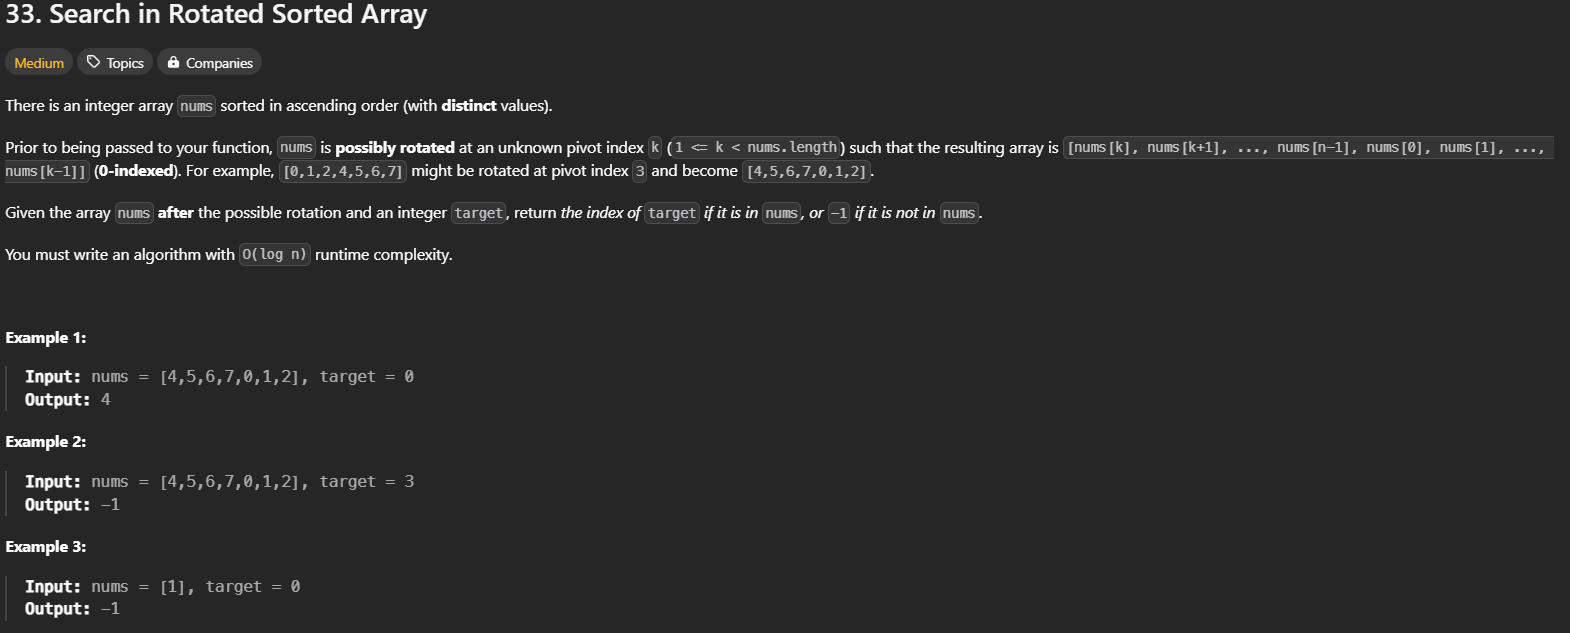 33. Search in Rotated Sorted Array
Medium Topics Companies
There is an integer array nums sorted in ascending order (with distinct values).
Prior to being passed to your function, nums is possibly rotated at an unknown pivot index k (1 <= k < nums.length) such that the resulting array is [nums[k], nums[k+1], ..., nums[n-1], nums[0], nums[1], ...,
nums[k-1]] (0-indexed). For example, [0,1,2,4,5,6,7] might be rotated at pivot index 3 and become [4,5,6,7,0,1,2].
Given the array nums after the possible rotation and an integer target, return the index of target if it is in nums, or -1 if it is not in nums.
You must write an algorithm with O(log n) runtime complexity.
Example 1:
Input: nums = [4,5,6,7,0,1,2], target = 0
Output: 4
Example 2:
Input: nums = [4,5,6,7,0,1,2], target = 3
Output: -1
Example 3:
Input: nums = [1], target = 0
Output: -1